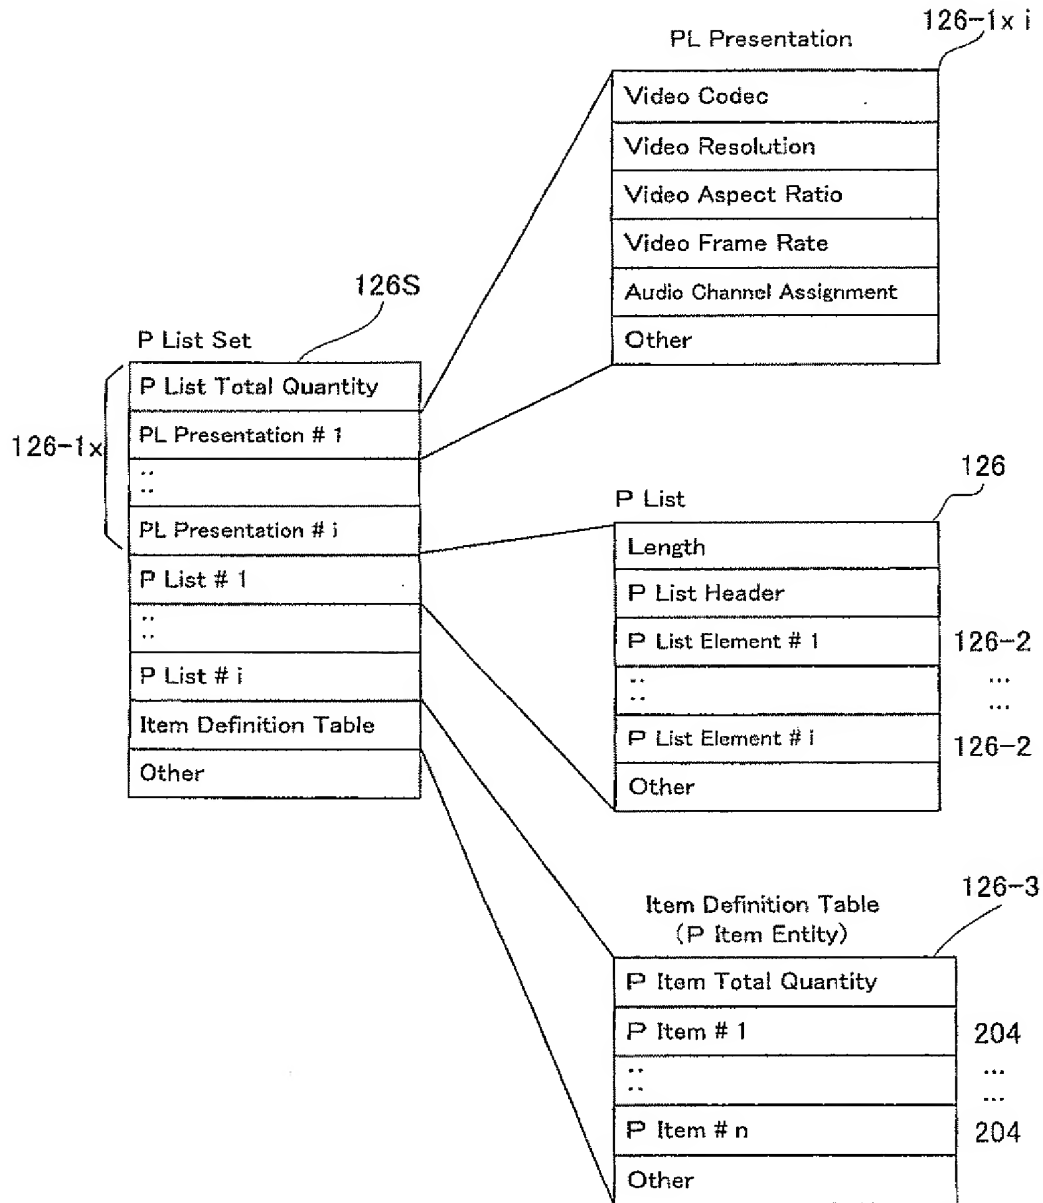 126-1x i
PL Presentation
Video Codec
Video Resolution
Video Aspect Ratio
Video Frame Rate
Audio Channel Assignment
Other
126S
P List Set
P List Total Quantity
PL Presentation # 1
::
PL Presentation # i
P List # 1
::
P List # i
Item Definition Table
Other
126-1x
126
P List
Length
P List Header
P List Element # 1 126-2
:: ...
...
P List Element # i 126-2
Other
126-3
Item Definition Table
(P Item Entity)
P Item Total Quantity
P Item # 1 204
:: ...
...
P Item # n 204
Other